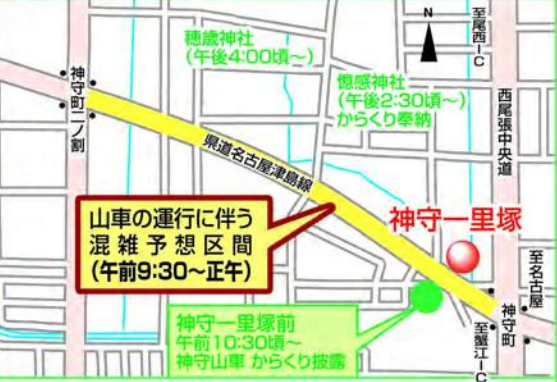 穂歳神社
(午後4:00頃~)
N
至尾西IC
憶感神社
(午後2:30頃~)
からくり奉納
西尾張中央道
神守町二ノ割
県道名古屋津島線
山車の運行に伴う
混雑予想区間
(午前9:30~正午)
神守一里塚
至名古屋
神守一里塚前
午前10:30頃~
神守山車 からくり披露
至蟹江IC
神守町